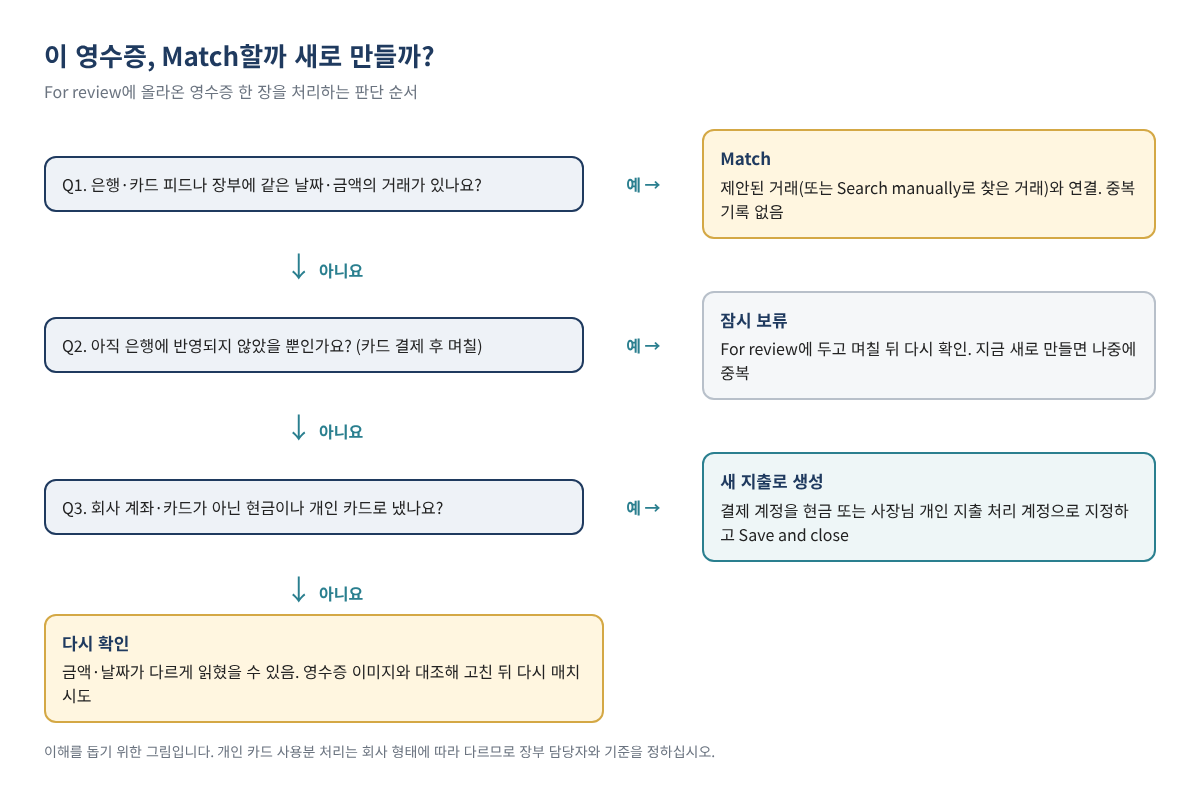 이 영수증, Match할까 새로 만들까?
For review에 올라온 영수증 한 장을 처리하는 판단 순서
Q1. 은행·카드 피드나 장부에 같은 날짜·금액의 거래가 있나요?
예 →
Match
제안된 거래(또는 Search manually로 찾은 거래)와 연결. 중복
기록 없음
↓ 아니요
Q2. 아직 은행에 반영되지 않았을 뿐인가요? (카드 결제 후 며칠)
예 →
잠시 보류
For review에 두고 며칠 뒤 다시 확인. 지금 새로 만들면 나중에
중복
↓ 아니요
Q3. 회사 계좌·카드가 아닌 현금이나 개인 카드로 냈나요?
예 →
새 지출로 생성
결제 계정을 현금 또는 사장님 개인 지출 처리 계정으로 지정하
고 Save and close
↓ 아니요
다시 확인
금액·날짜가 다르게 읽혔을 수 있음. 영수증 이미지와 대조해 고친 뒤 다시 매치
시도
이해를 돕기 위한 그림입니다. 개인 카드 사용분 처리는 회사 형태에 따라 다르므로 장부 담당자와 기준을 정하십시오.